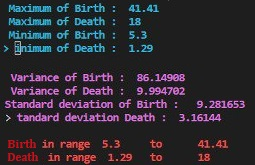 Maximum of Birth : 41.41
Maximum of Death : 18
Minimum of Birth : 5.3
> inimum of Death : 1.29
Variance of Birth : 86.14908
Variance of Death : 9.994702
Standard deviation of Birth : 9.281653
> tandard deviation Death : 3.16144
Birth in range 5.3 to 41.41
Death in range 1.29 to 18